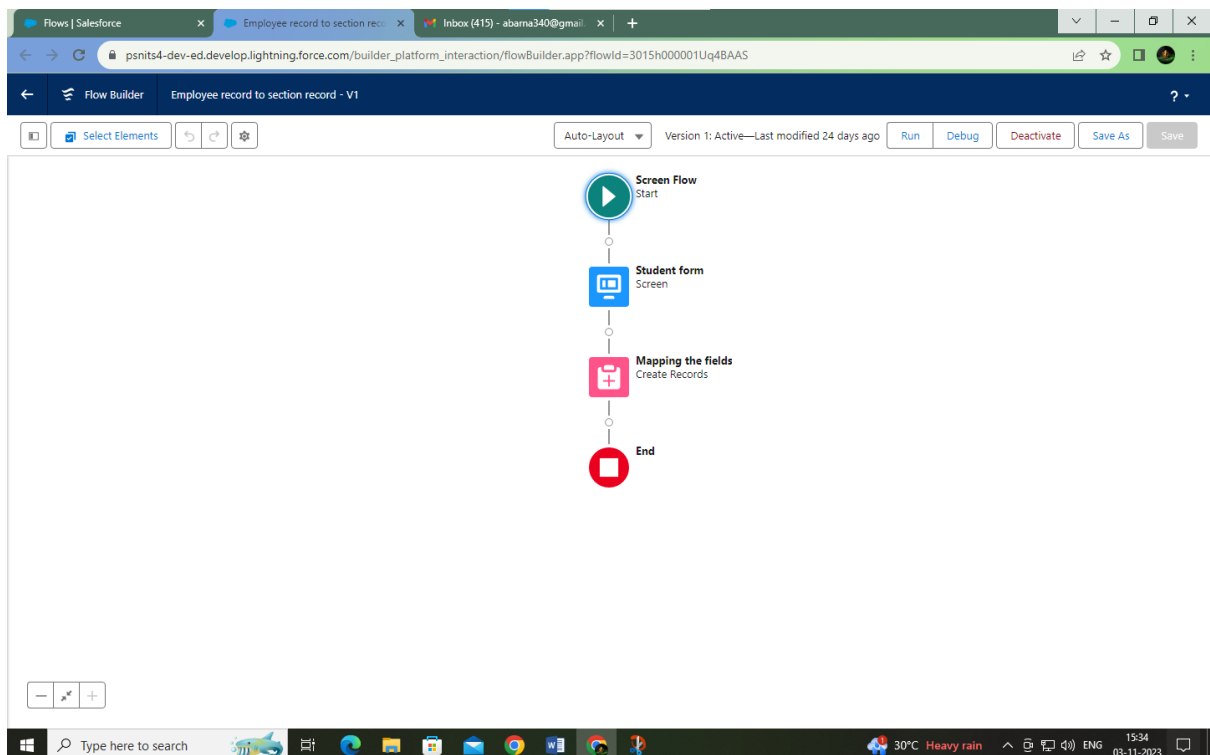 Flows | Salesforce
Employee record to section reco
Inbox (415) - abarna340@gmail.
psnits4-dev-ed.develop.lightning.force.com/builder_platform_interaction/flowBuilder.app?flowId=3015h000001Uq4BAAS
Flow Builder Employee record to section record - V1 ?
Select Elements Auto-Layout Version 1: Active—Last modified 24 days ago Run Debug Deactivate Save As Save
Screen Flow
Start
Student form
Screen
Mapping the fields
Create Records
End
Type here to search 30°C Heavy rain ENG 15:34
03-11-2023